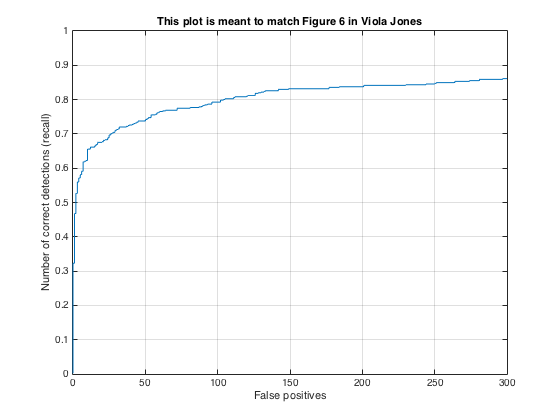 This plot is meant to match Figure 6 in Viola Jones
1
0.9
0.8
0.7
0.6
0.5
0.4
0.3
0.2
0.1
0
Number of correct detections (recall)
0 50 100 150 200 250 300
False positives